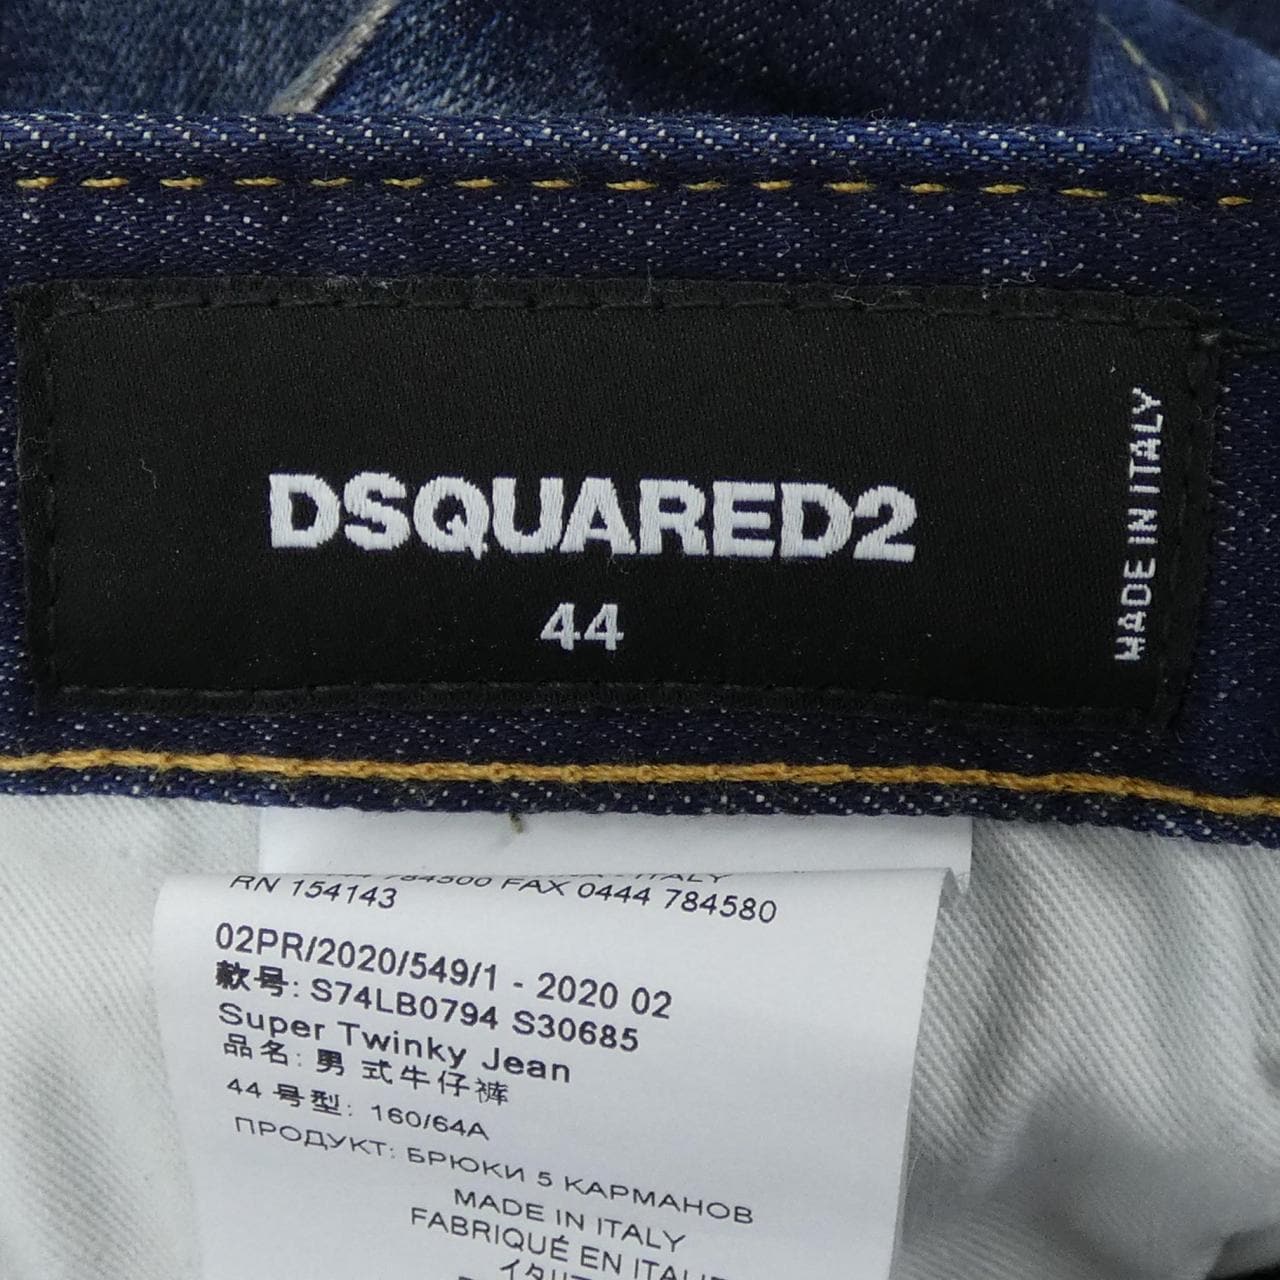 DSQUARED2
44
MADE IN ITALY
784500 FAX 0444 784580
RN 154143
02PR/2020/549/1 - 2020 02
款号: S74LB0794 S30685
Super Twinky Jean
品名: 男 式牛仔裤
44 号型: 160/64A
ПРОДУКТ: БРЮКИ 5 КАРМАНОВ
MADE IN ITALY
FABRIQUÉ EN ITALIE